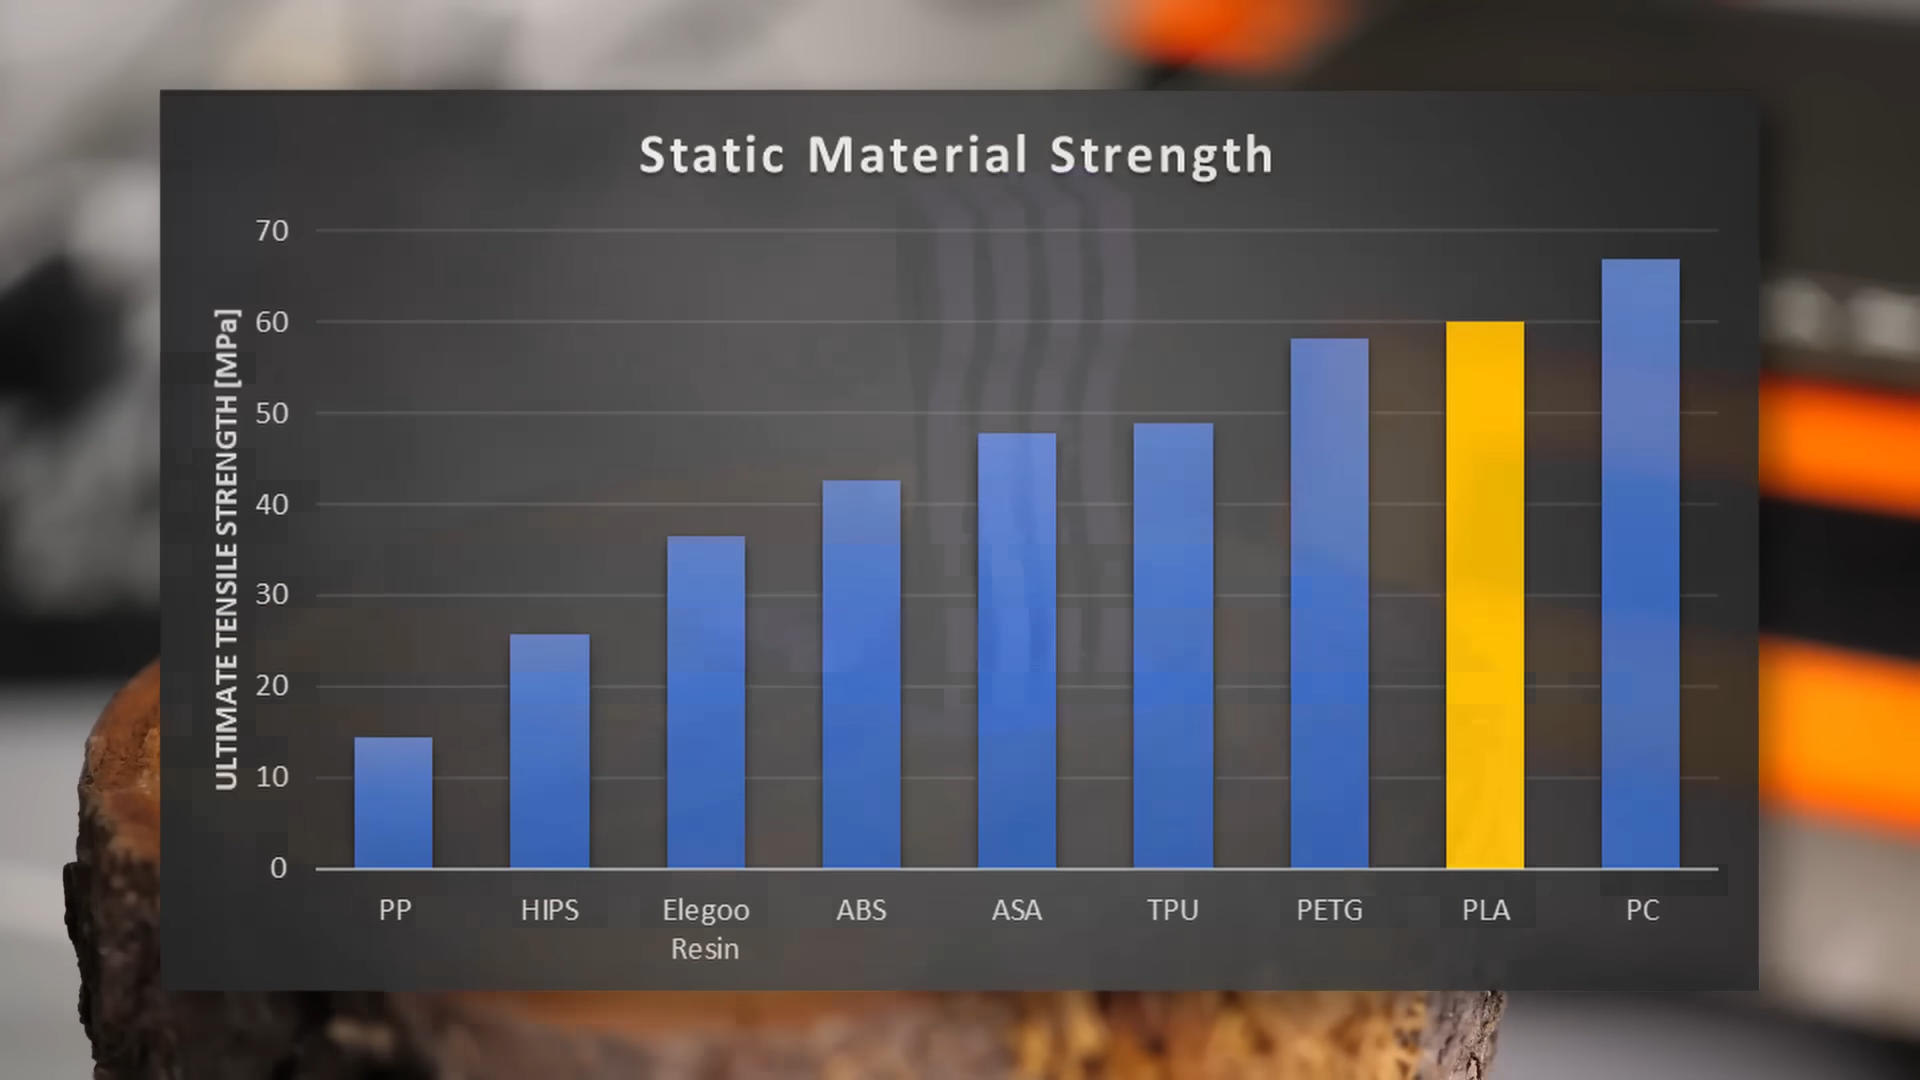 Static Material Strength
ULTIMATE TENSILE STRENGTH [MPa]
70
60
50
40
30
20
10
0
PP
HIPS
Elegoo
Resin
ABS
ASA
TPU
PETG
PLA
PC